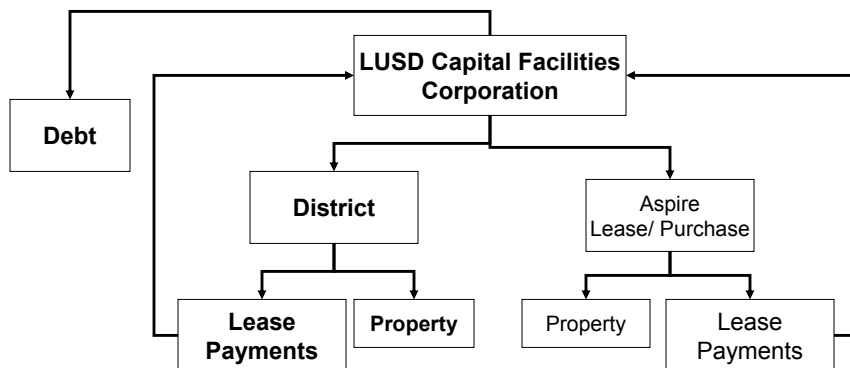 LUSD Capital Facilities
Corporation
Debt
District
Aspire
Lease/ Purchase
Lease
Payments
Property
Property
Lease
Payments